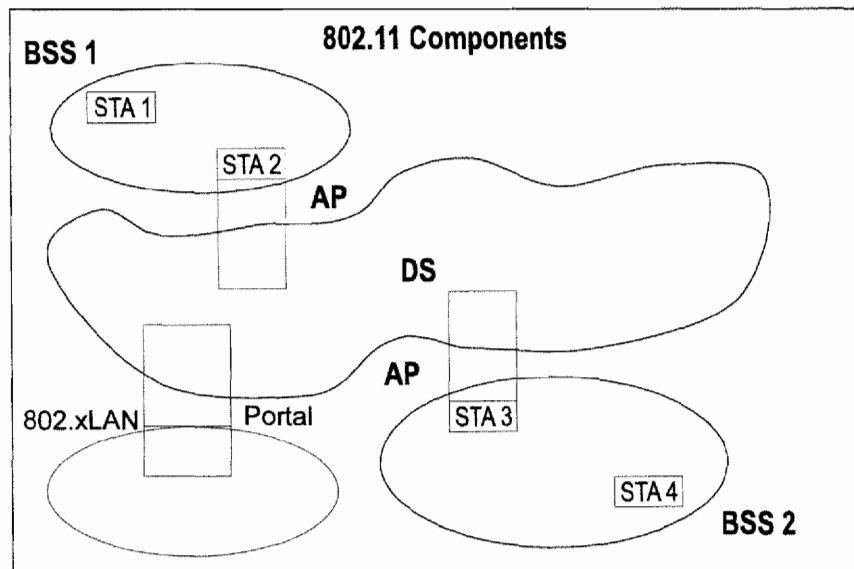 802.11 Components
BSS 1
STA 1
STA 2
AP
DS
AP
802.xLAN
Portal
STA 3
STA 4
BSS 2